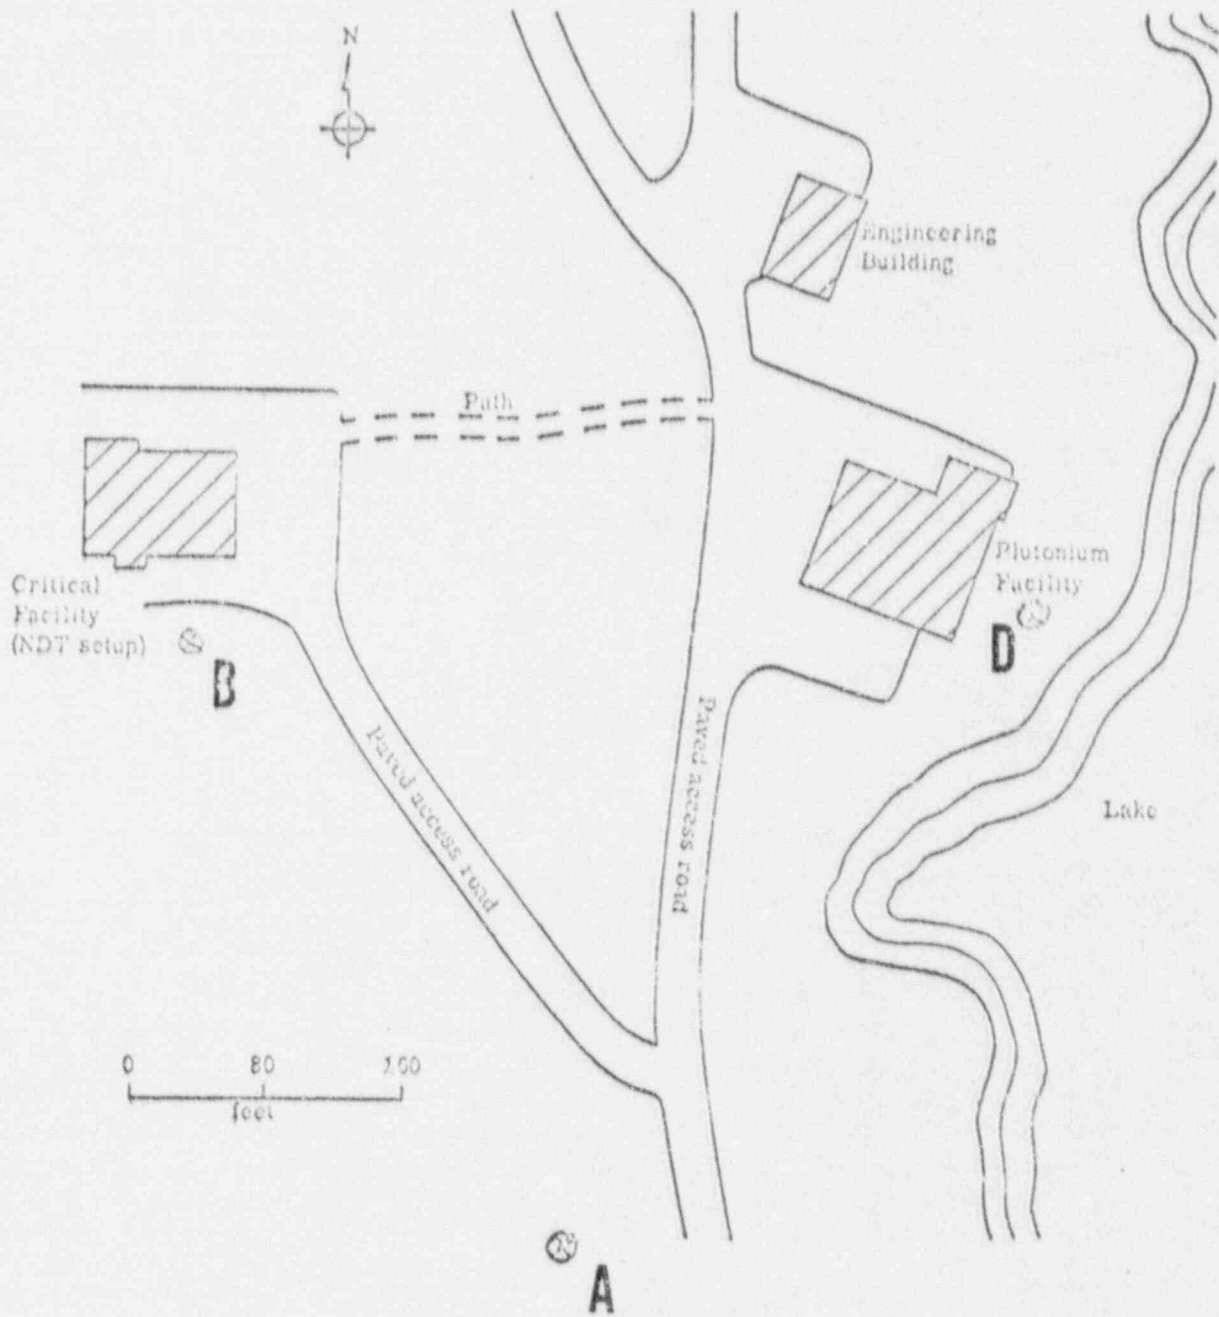 N
Engineering
Building
Path
Plutonium
Facility
Critical
Facility
(NDT setup)
B
D
Paved access road
Paved access road
Lake
0 80 160
feet
A